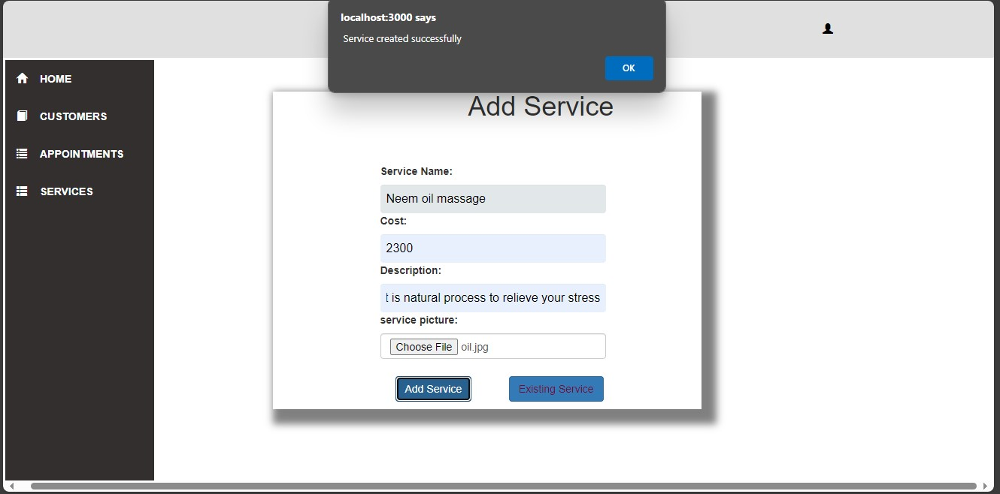 localhost:3000 says
Service created successfully
OK
HOME
CUSTOMERS
APPOINTMENTS
SERVICES
Add Service
Service Name:
Neem oil massage
Cost:
2300
Description:
t is natural process to relieve your stress
service picture:
Choose File oil.jpg
Add Service Existing Service